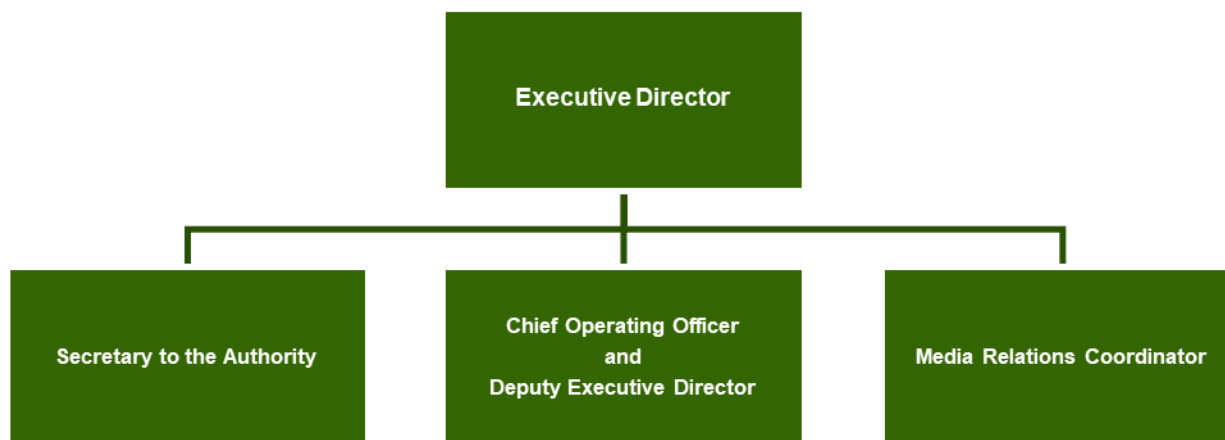 Executive Director
Secretary to the Authority
Chief Operating Officer
and
Deputy Executive Director
Media Relations Coordinator